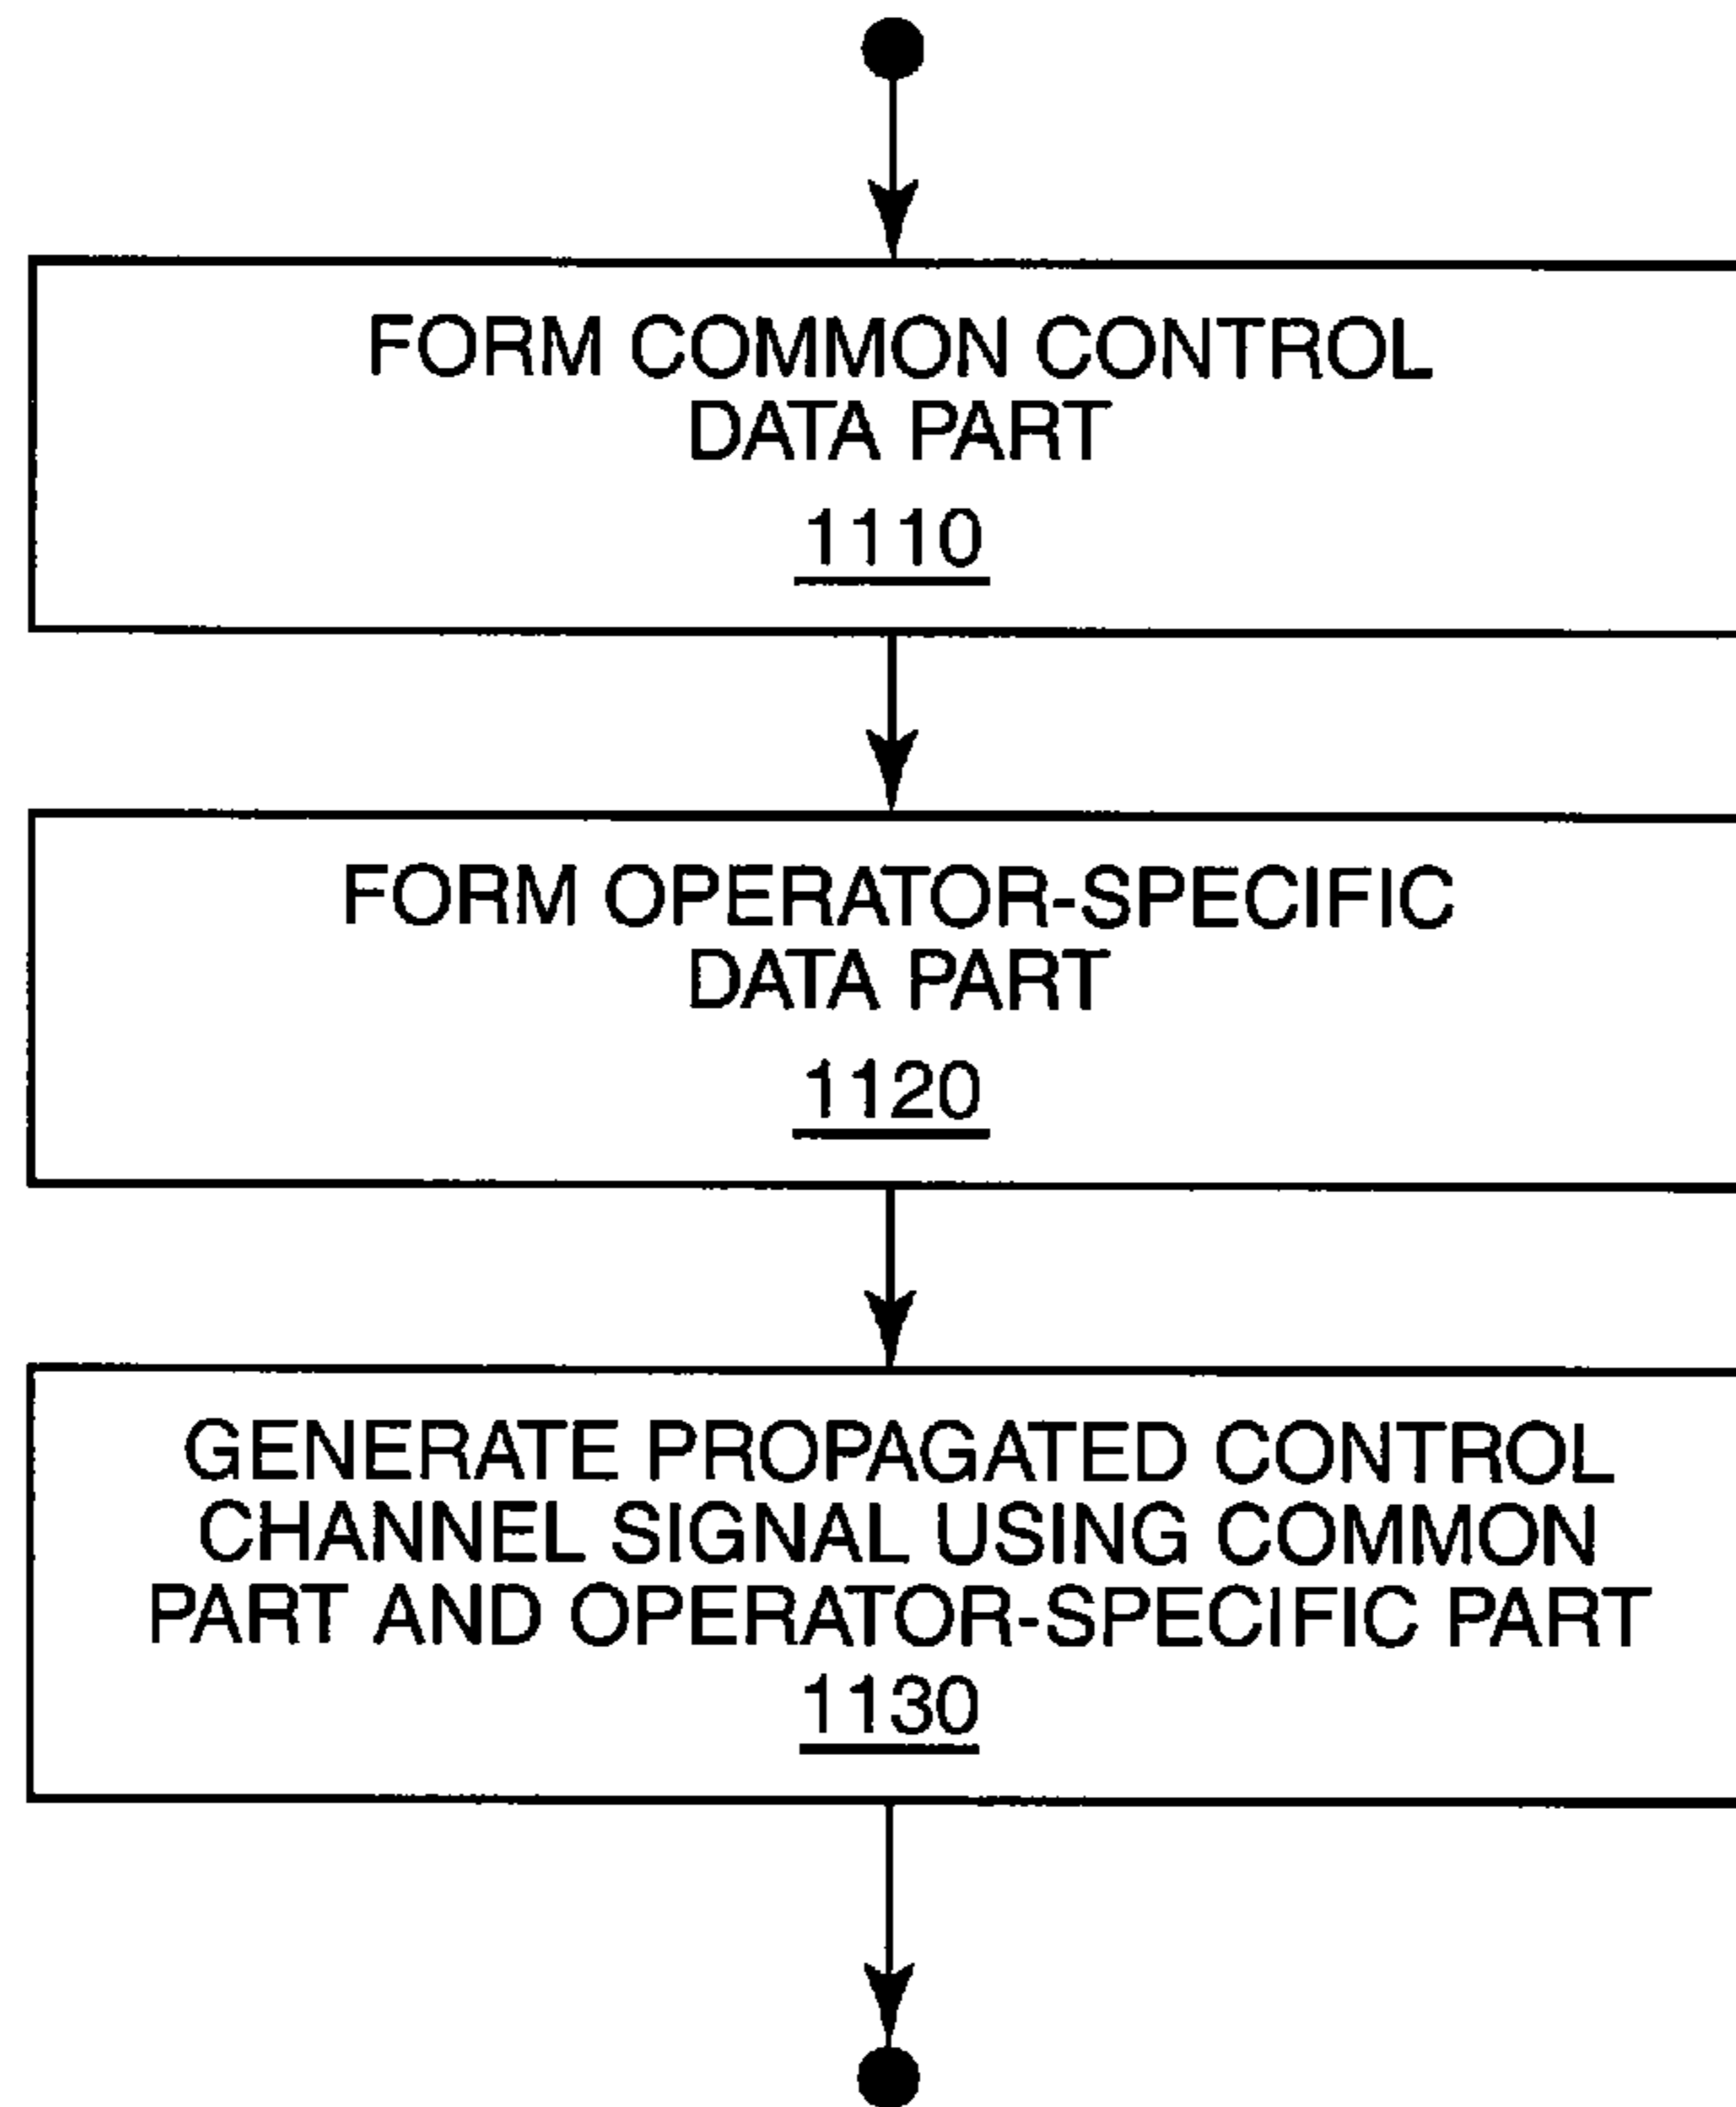 FORM COMMON CONTROL
DATA PART
1110
FORM OPERATOR-SPECIFIC
DATA PART
1120
GENERATE PROPAGATED CONTROL
CHANNEL SIGNAL USING COMMON
PART AND OPERATOR-SPECIFIC PART
1130